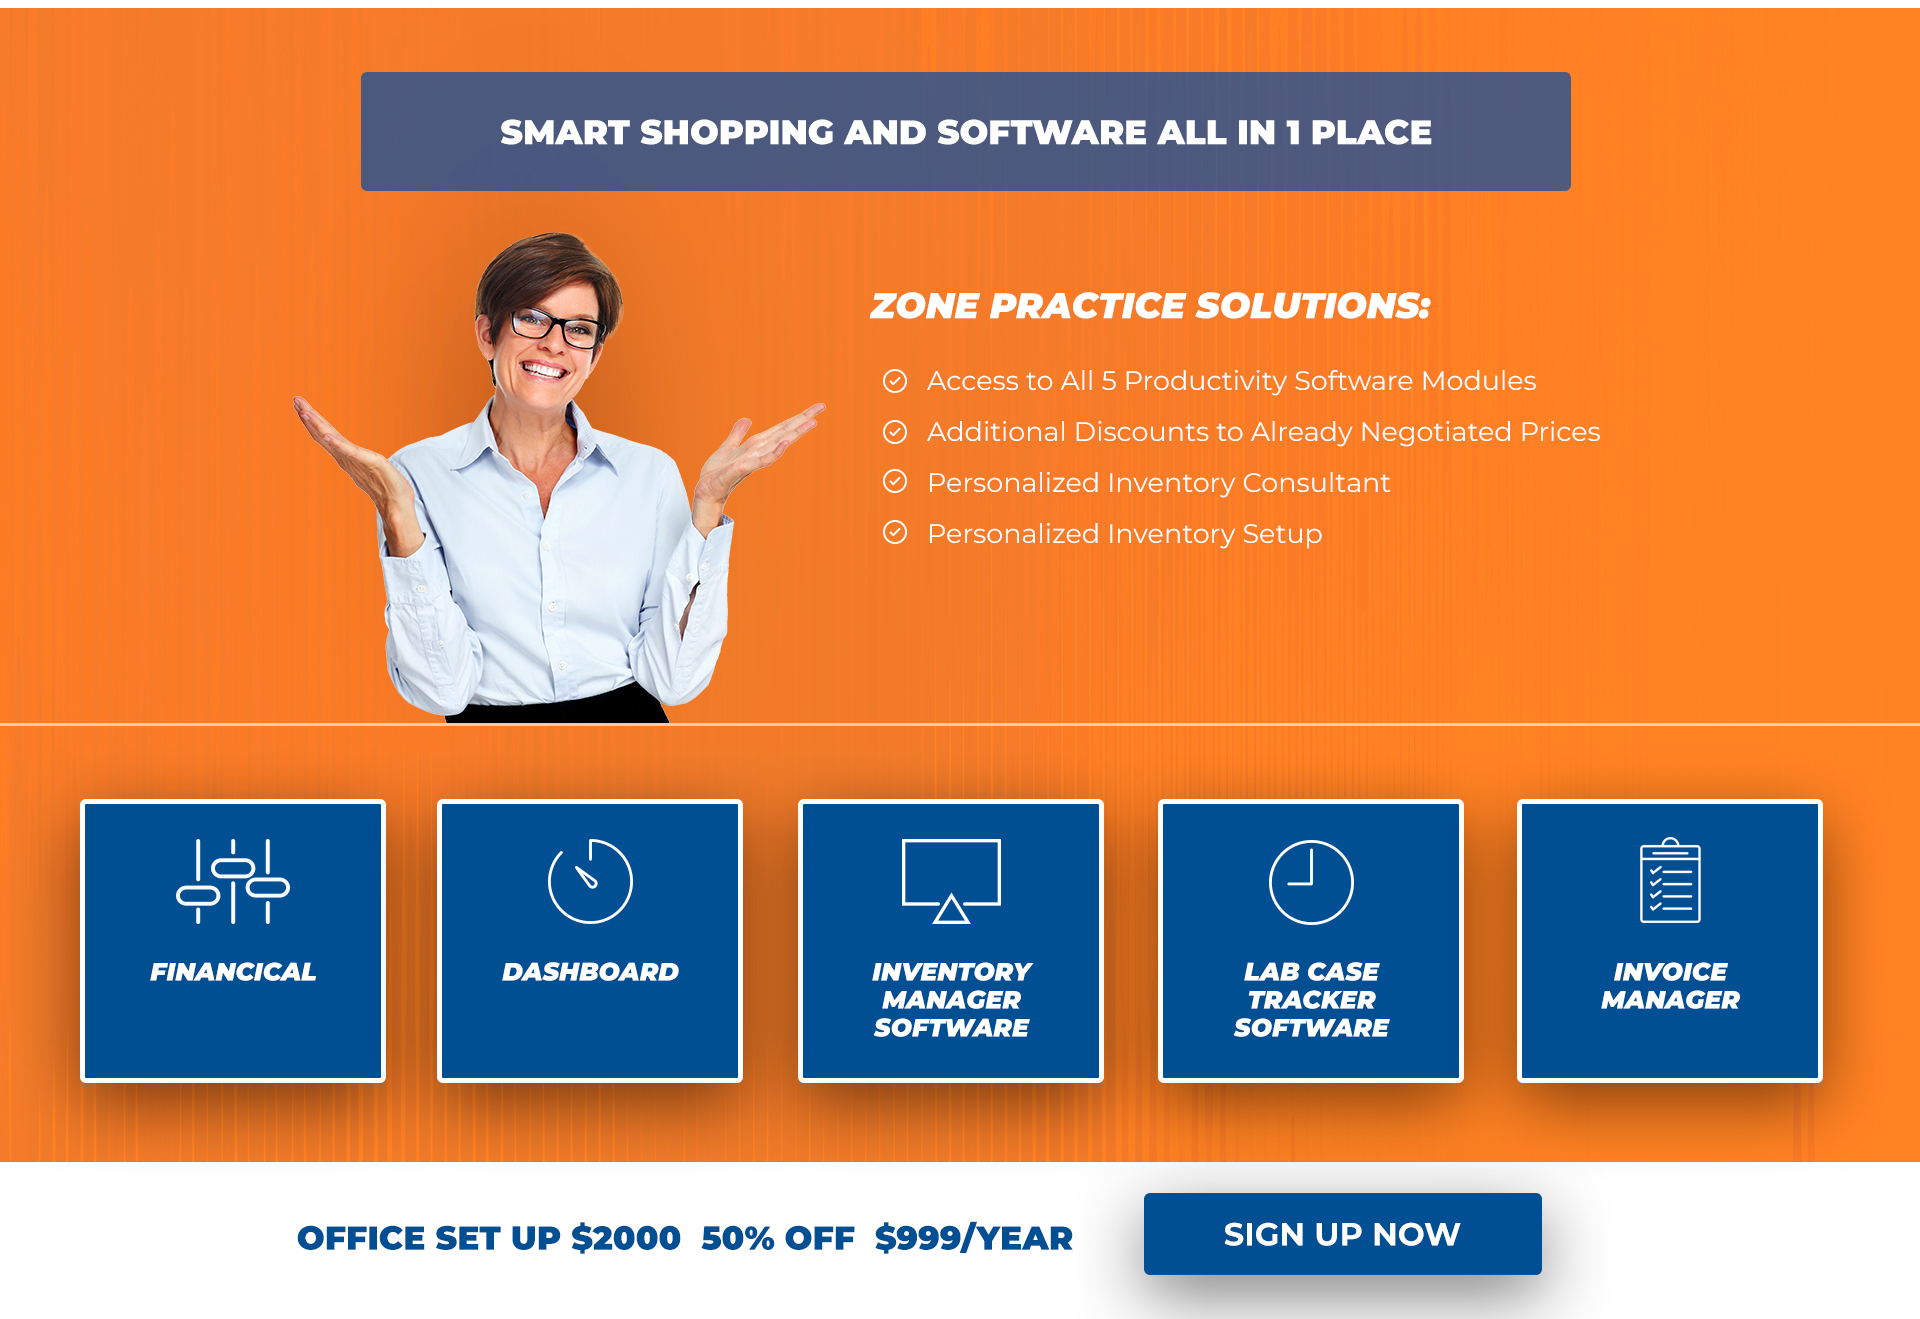 SMART SHOPPING AND SOFTWARE ALL IN 1 PLACE
ZONE PRACTICE SOLUTIONS:
Access to All 5 Productivity Software Modules
Additional Discounts to Already Negotiated Prices
Personalized Inventory Consultant
Personalized Inventory Setup
FINANCICAL
DASHBOARD
INVENTORY
MANAGER
SOFTWARE
LAB CASE
TRACKER
SOFTWARE
INVOICE
MANAGER
OFFICE SET UP $2000 50% OFF $999/YEAR
SIGN UP NOW